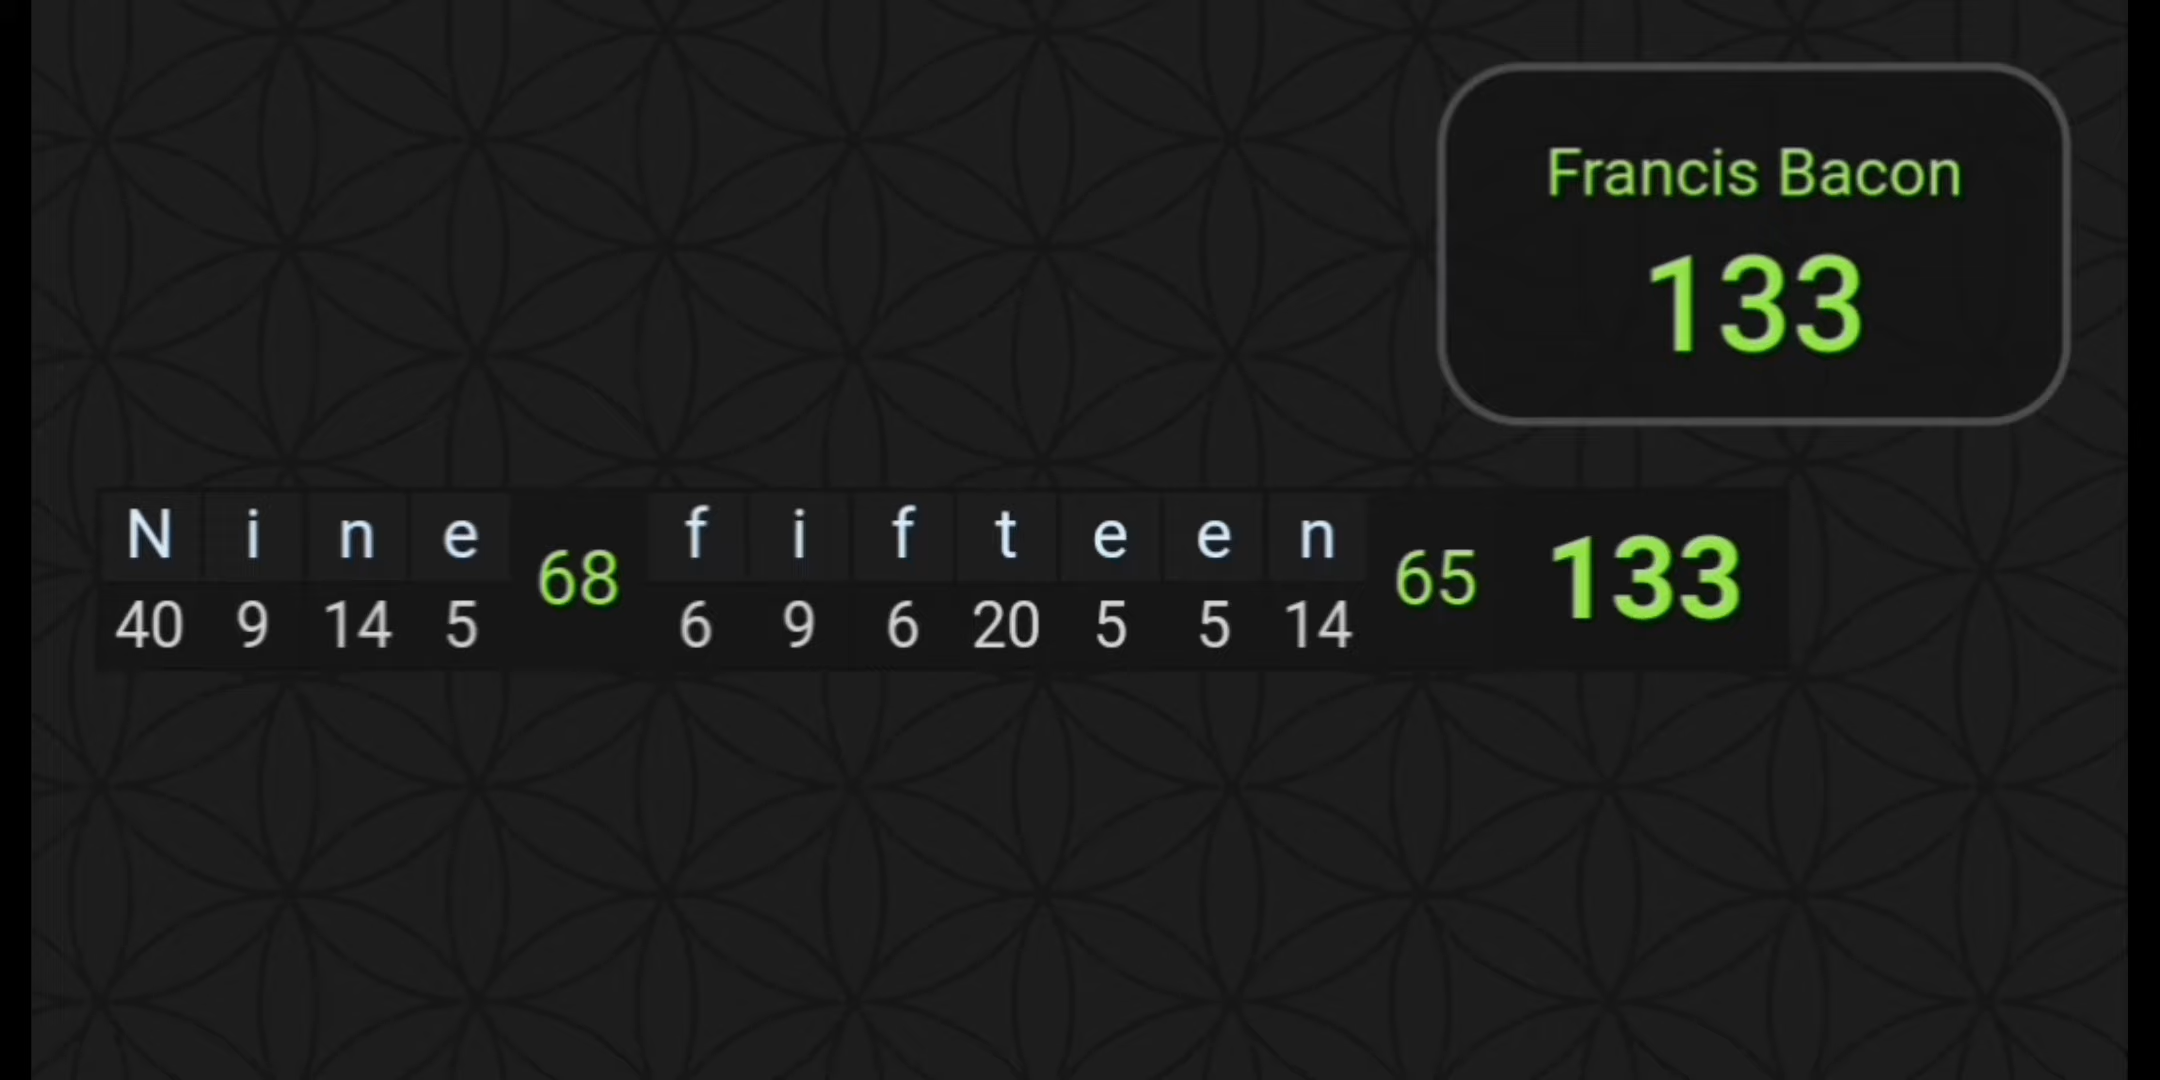 Francis Bacon
133
N i n e 68 f i f t e e n 65 133
40 9 14 5 6 9 6 20 5 5 14